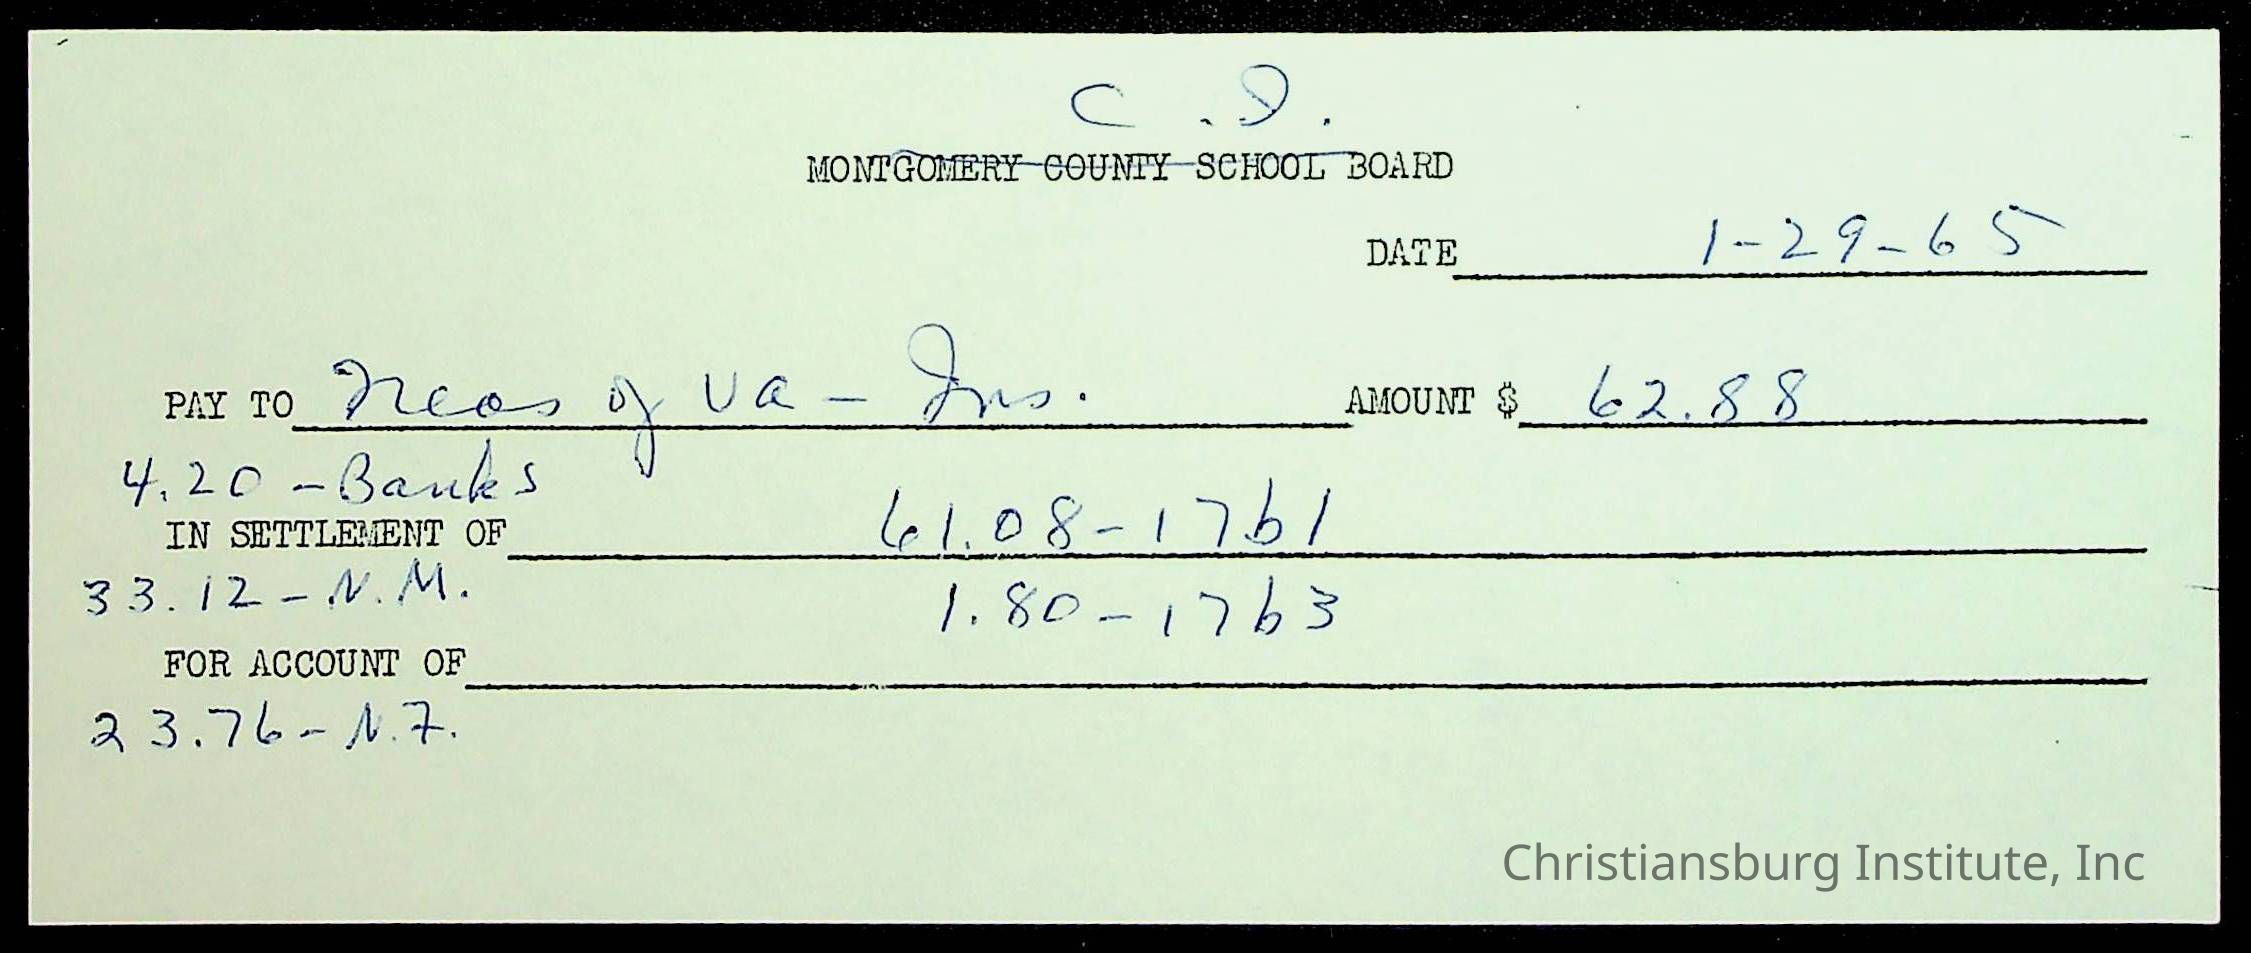 C. I.
MONTGOMERY COUNTY SCHOOL BOARD
DATE 1-29-65
PAY TO Treas of Va - Ins. AMOUNT $ 62.88
4.20 - Banks
IN SETTLEMENT OF 61.08 - 1761
33.12 - N.M. 1.80 - 1763
FOR ACCOUNT OF
23.76 - N.F.
Christiansburg Institute, Inc